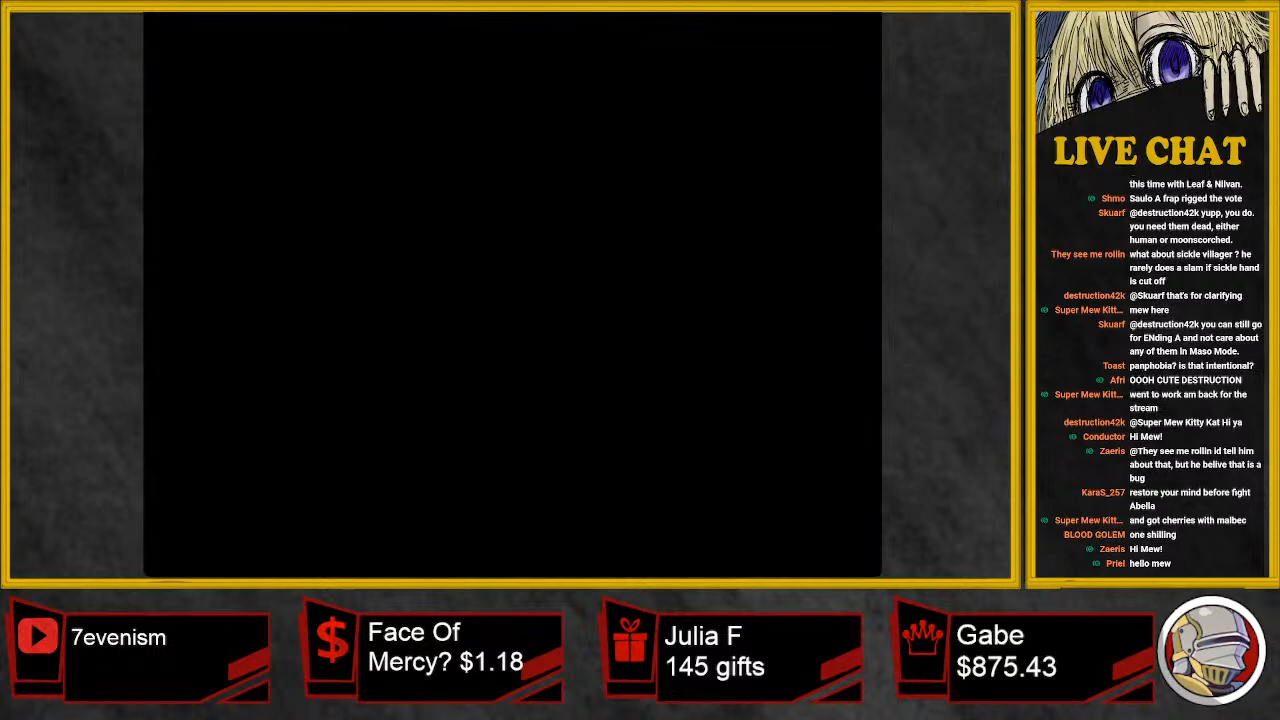 LIVE CHAT
this time with Leaf & Nilvan.
Shmo Saulo A frap rigged the vote
Skuarf @destruction42k yupp, you do.
you need them dead, either
human or moonscorched.
They see me rollin what about sickle villager ? he
rarely does a slam if sickle hand
is cut off
destruction42k @Skuarf that's for clarifying
Super Mew Kitt... mew here
Skuarf @destruction42k you can still go
for ENding A and not care about
any of them in Maso Mode.
Toast panphobia? is that intentional?
Afri OOOH CUTE DESTRUCTION
Super Mew Kitt... went to work am back for the
stream
destruction42k @Super Mew Kitty Kat Hi ya
Conductor Hi Mew!
Zaeris @They see me rollin id tell him
about that, but he belive that is a
bug
KaraS_257 restore your mind before fight
Abella
Super Mew Kitt... and got cherries with malbec
BLOOD GOLEM one shilling
Zaeris Hi Mew!
Priel hello mew
7evenism
Face Of
Mercy? $1.18
Julia F
145 gifts
Gabe
$875.43